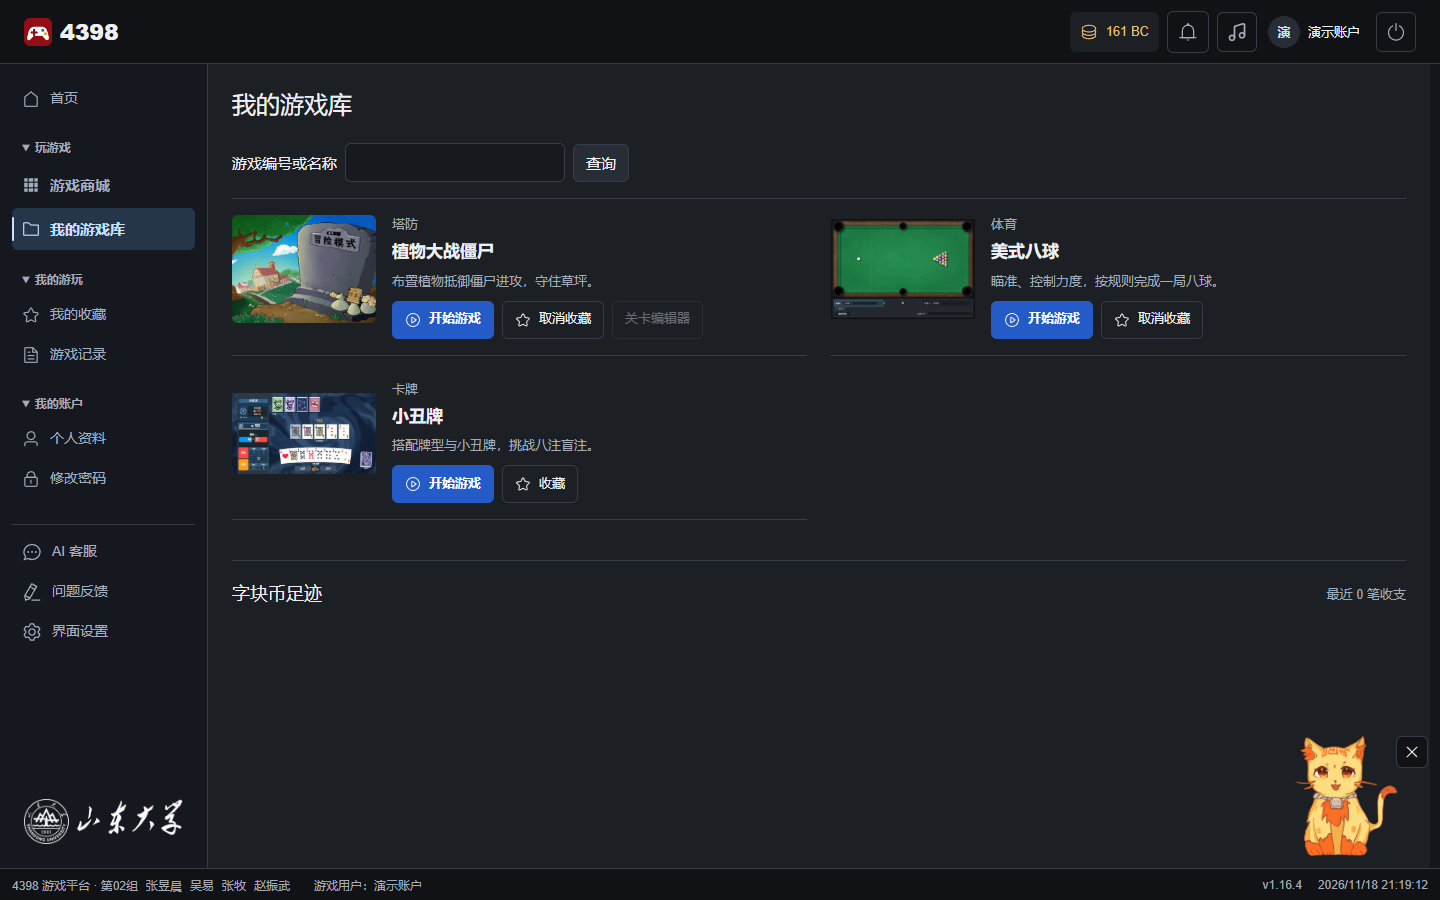 4398
161 BC
演
演示账户
首页
玩游戏
游戏商城
我的游戏库
我的游玩
我的收藏
游戏记录
我的账户
个人资料
修改密码
AI 客服
问题反馈
界面设置
山东大学
我的游戏库
游戏编号或名称
查询
冒险模式
塔防
植物大战僵尸
布置植物抵御僵尸进攻，守住草坪。
开始游戏
取消收藏
关卡编辑器
体育
美式八球
瞄准、控制力度，按规则完成一局八球。
开始游戏
取消收藏
卡牌
小丑牌
搭配牌型与小丑牌，挑战八注盲注。
开始游戏
收藏
字块币足迹
最近 0 笔收支
4398 游戏平台 · 第02组 张昱晨 吴易 张牧 赵振武 游戏用户：演示账户
v1.16.4 2026/11/18 21:19:12